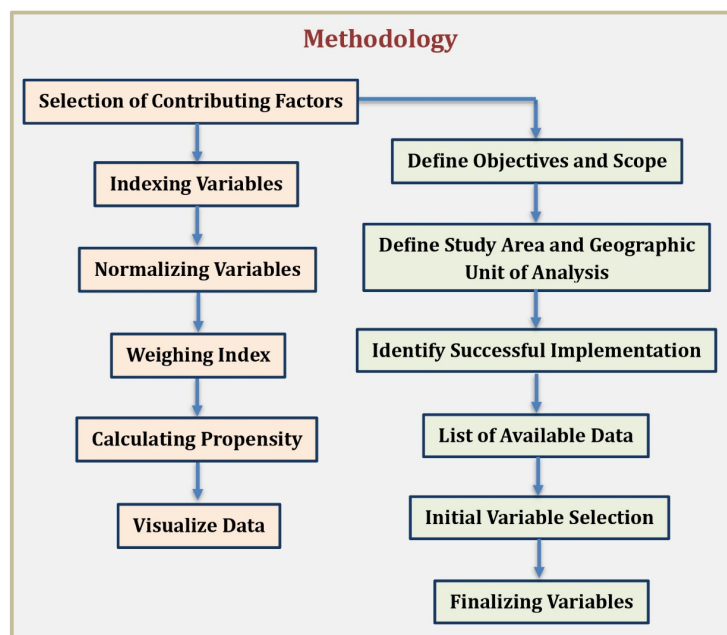 Methodology
Selection of Contributing Factors
Indexing Variables
Normalizing Variables
Weighing Index
Calculating Propensity
Visualize Data
Define Objectives and Scope
Define Study Area and Geographic
Unit of Analysis
Identify Successful Implementation
List of Available Data
Initial Variable Selection
Finalizing Variables